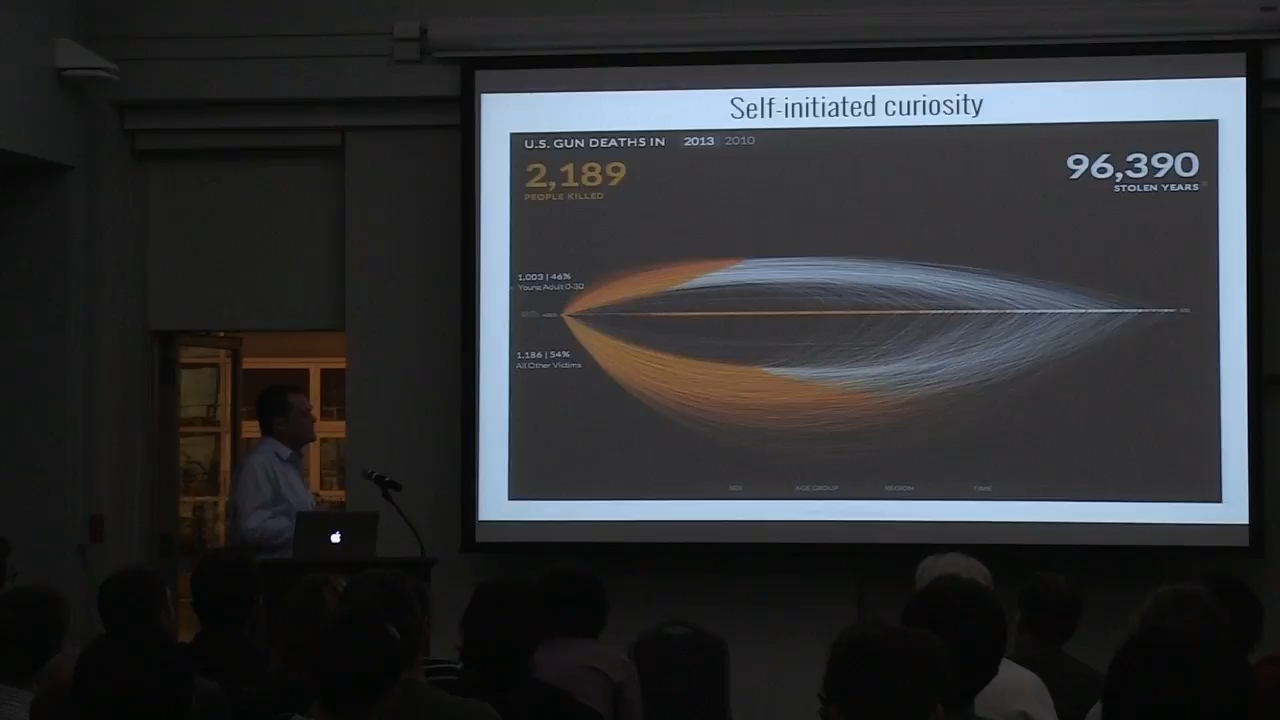 Self-initiated curiosity
U.S. GUN DEATHS IN 2013 2010
2,189
PEOPLE KILLED
96,390
STOLEN YEARS
1,003 | 46%
Young Adult 0-30
1,186 | 54%
All Other Victims
SEX AGE GROUP REGION TIME